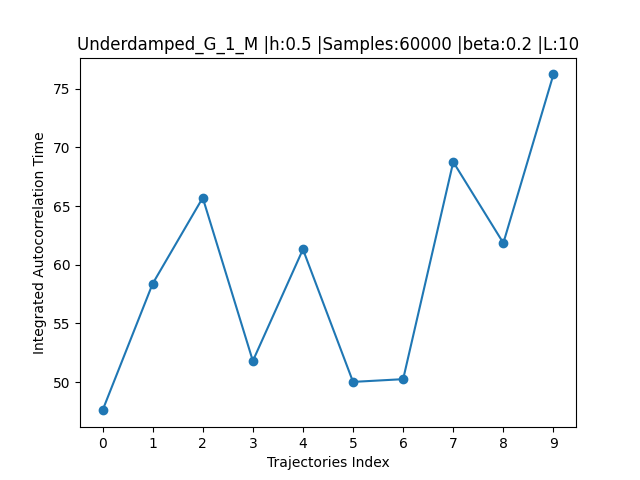 Underdamped_G_1_M |h:0.5 |Samples:60000 |beta:0.2 |L:10
Integrated Autocorrelation Time
75
70
65
60
55
50
0 1 2 3 4 5 6 7 8 9
Trajectories Index